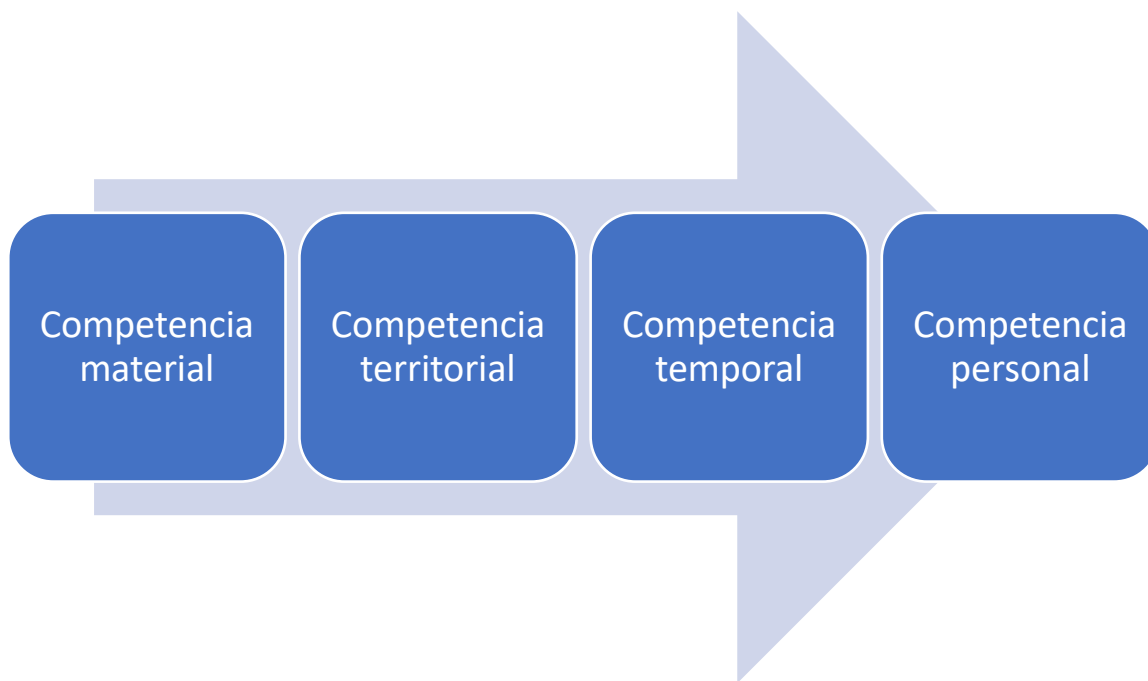 Competencia
material
Competencia
territorial
Competencia
temporal
Competencia
personal